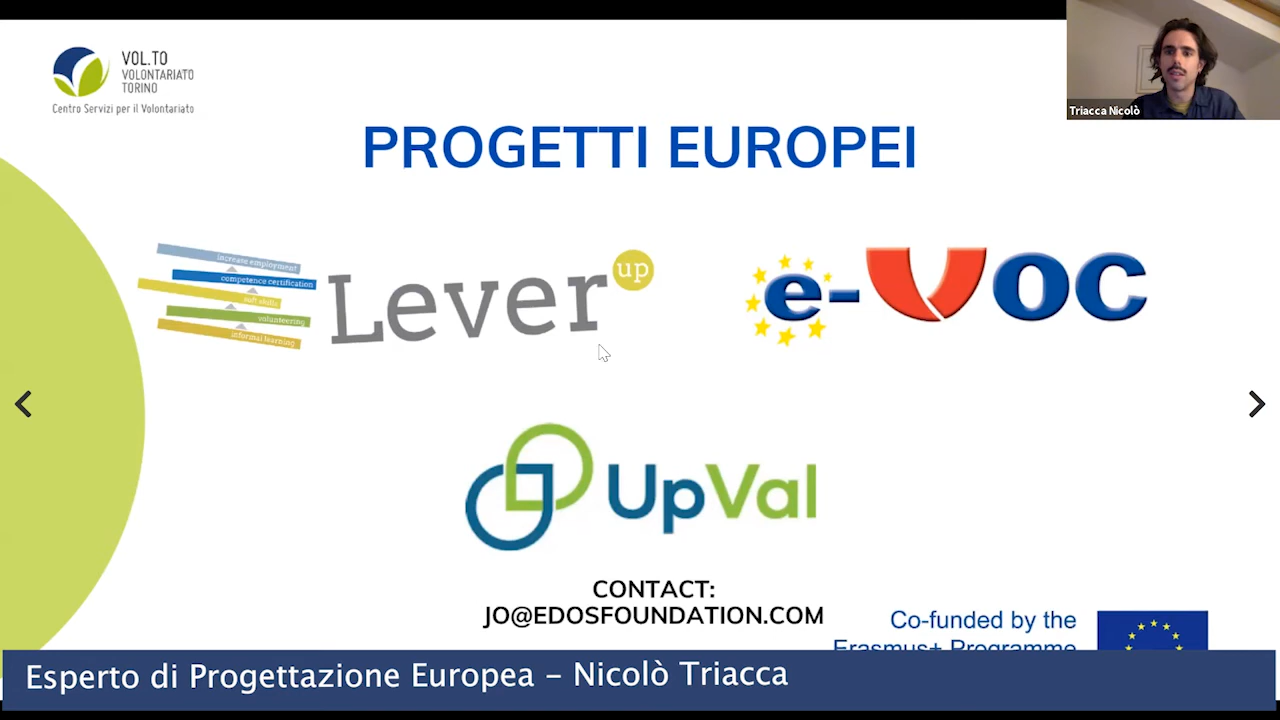 VOL.TO
VOLONTARIATO
TORINO
Centro Servizi per il Volontariato
Triacca Nicolò
PROGETTI EUROPEI
increase employment
competence certification
soft skills
volunteering
informal learning
Lever up
e-Voc
UpVal
CONTACT:
JO@EDOSFOUNDATION.COM
Co-funded by the
Erasmus+ Programme
Esperto di Progettazione Europea – Nicolò Triacca